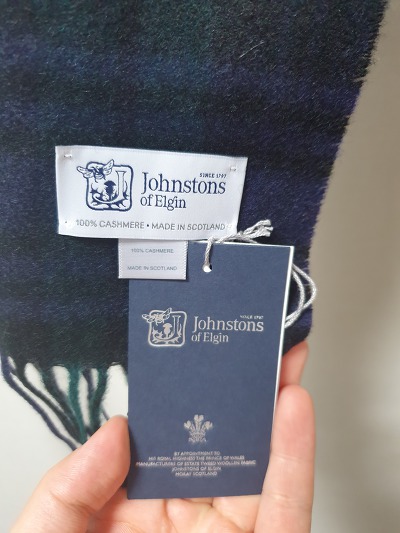 SINCE 1797
Johnstons
of Elgin
100% CASHMERE • MADE IN SCOTLAND
100% CASHMERE
MADE IN SCOTLAND
SINCE 1797
Johnstons
of Elgin
BY APPOINTMENT TO
HIS ROYAL HIGHNESS THE PRINCE OF WALES
MANUFACTURERS OF ESTATE TWEED WOOLLEN FABRIC
JOHNSTONS OF ELGIN
MORAY SCOTLAND